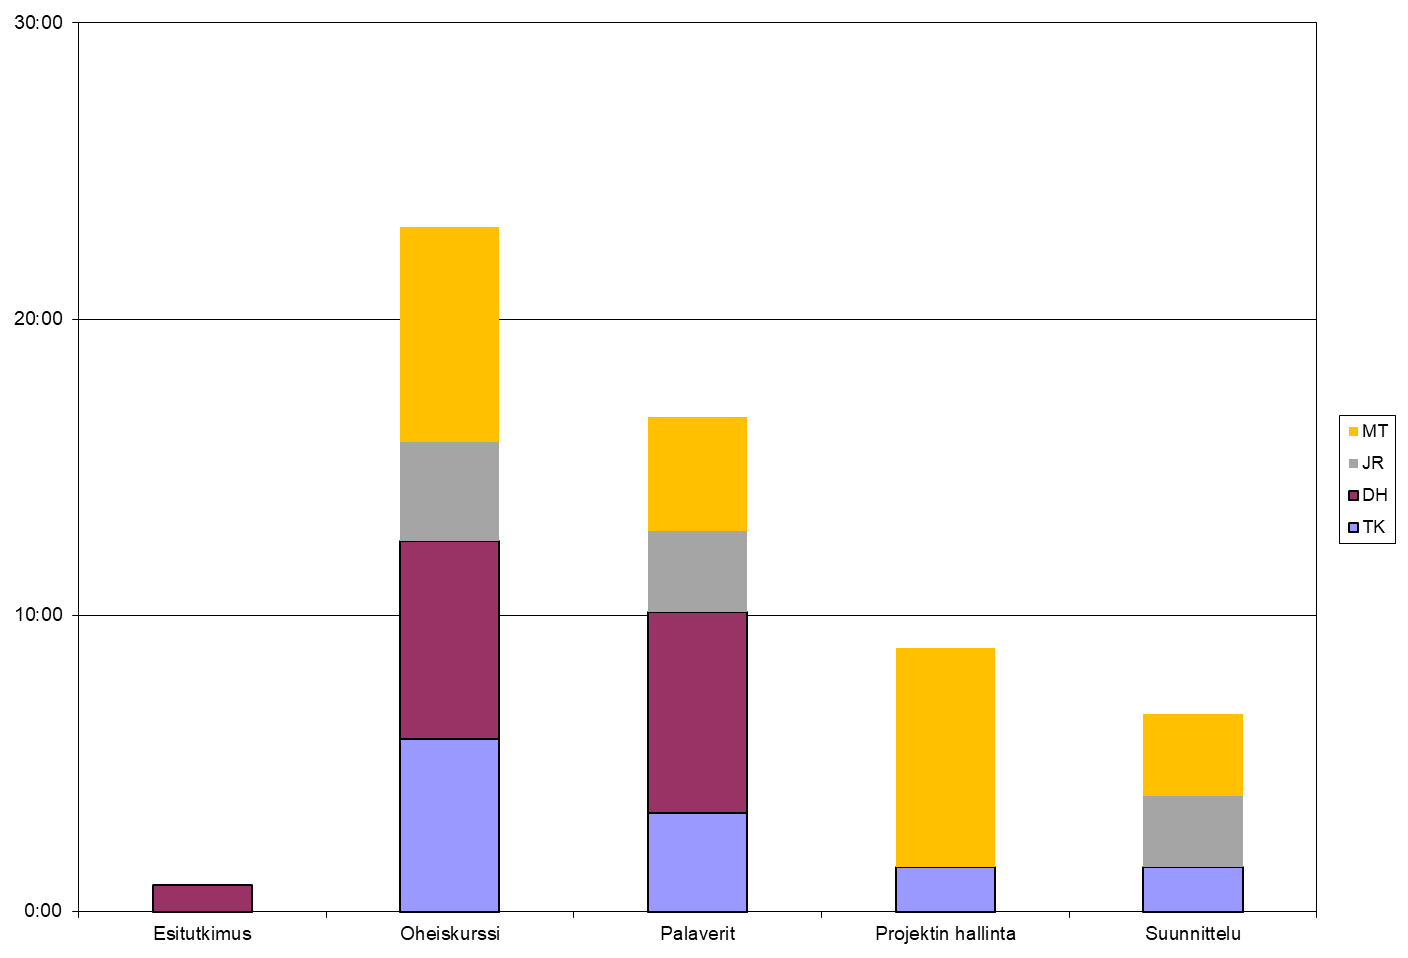 30:00
20:00
10:00
0:00
Esitutkimus
Oheiskurssi
Palaverit
Projektin hallinta
Suunnittelu
MT
JR
DH
TK